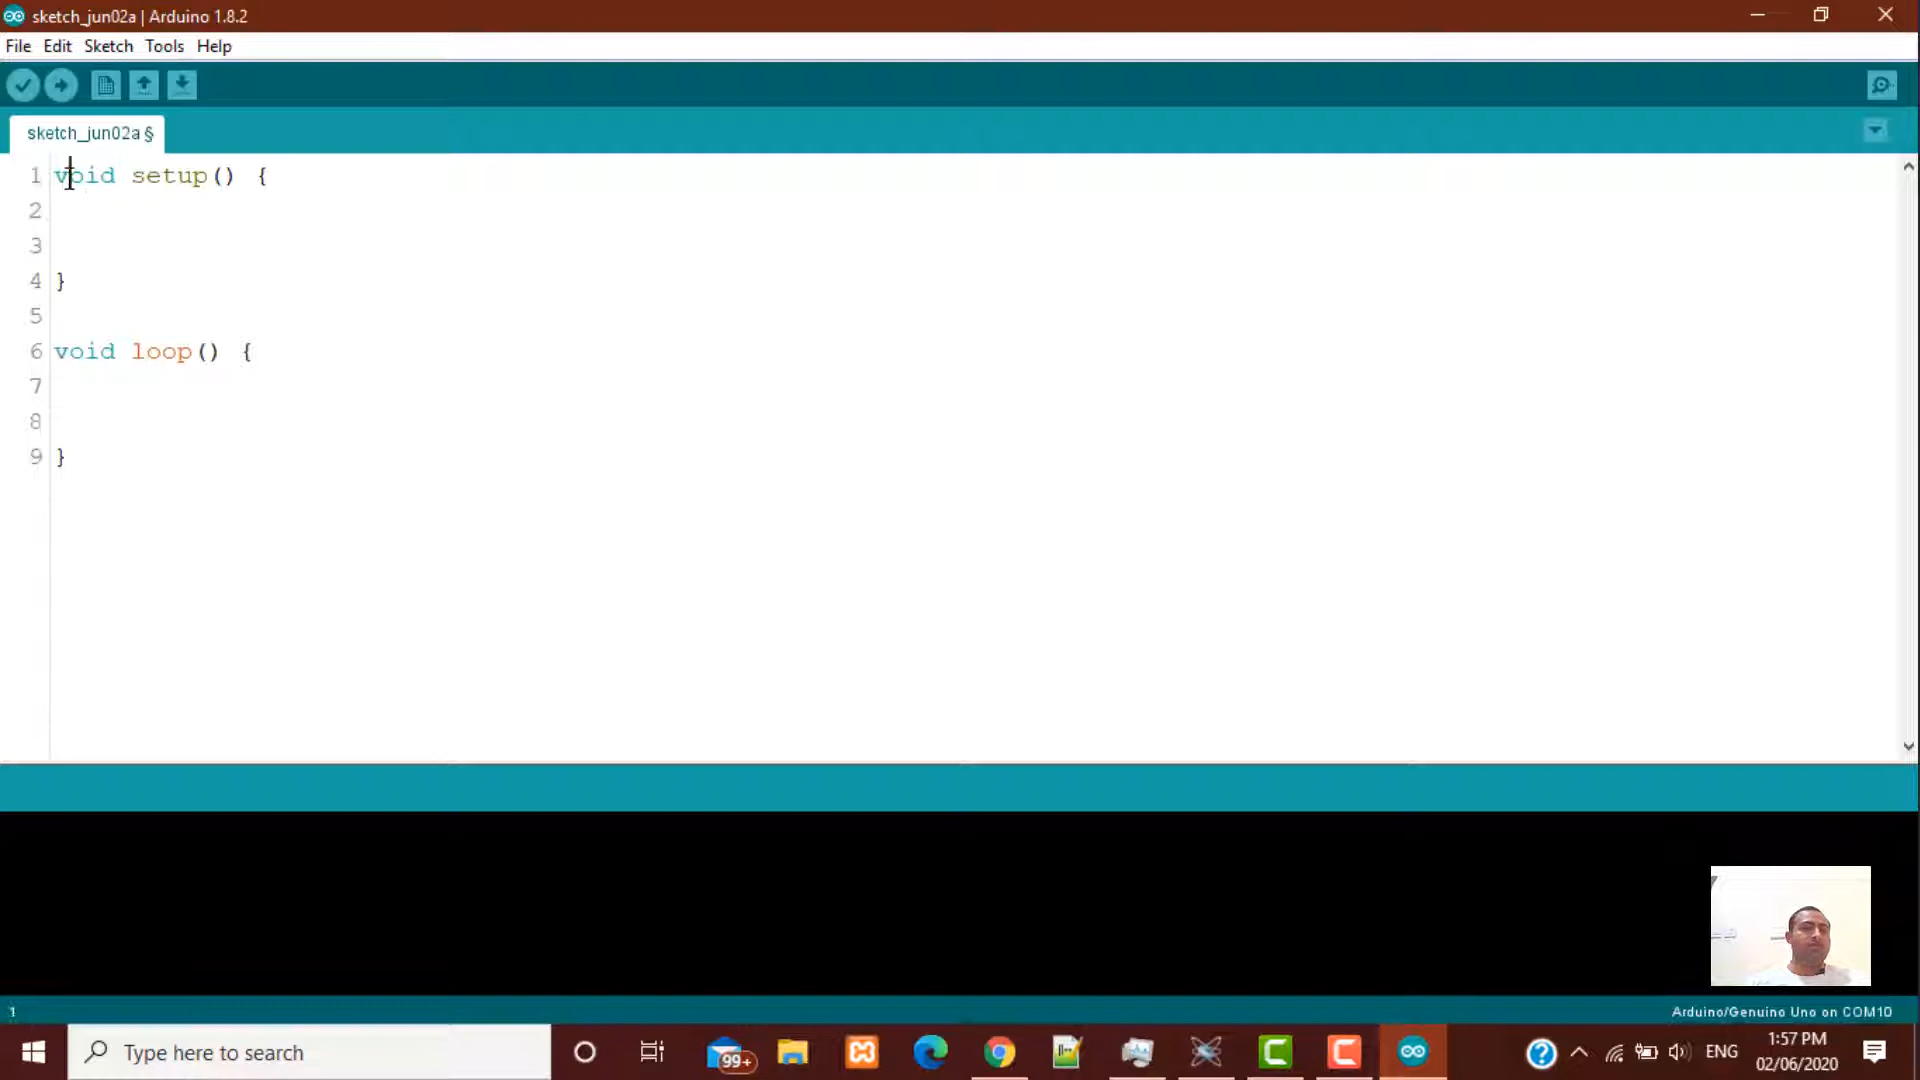 sketch_jun02a | Arduino 1.8.2
File Edit Sketch Tools Help
sketch_jun02a §
1 void setup() {
2
3
4 }
5
6 void loop() {
7
8
9 }
1
Arduino/Genuino Uno on COM10
Type here to search
99+
ENG
1:57 PM
02/06/2020